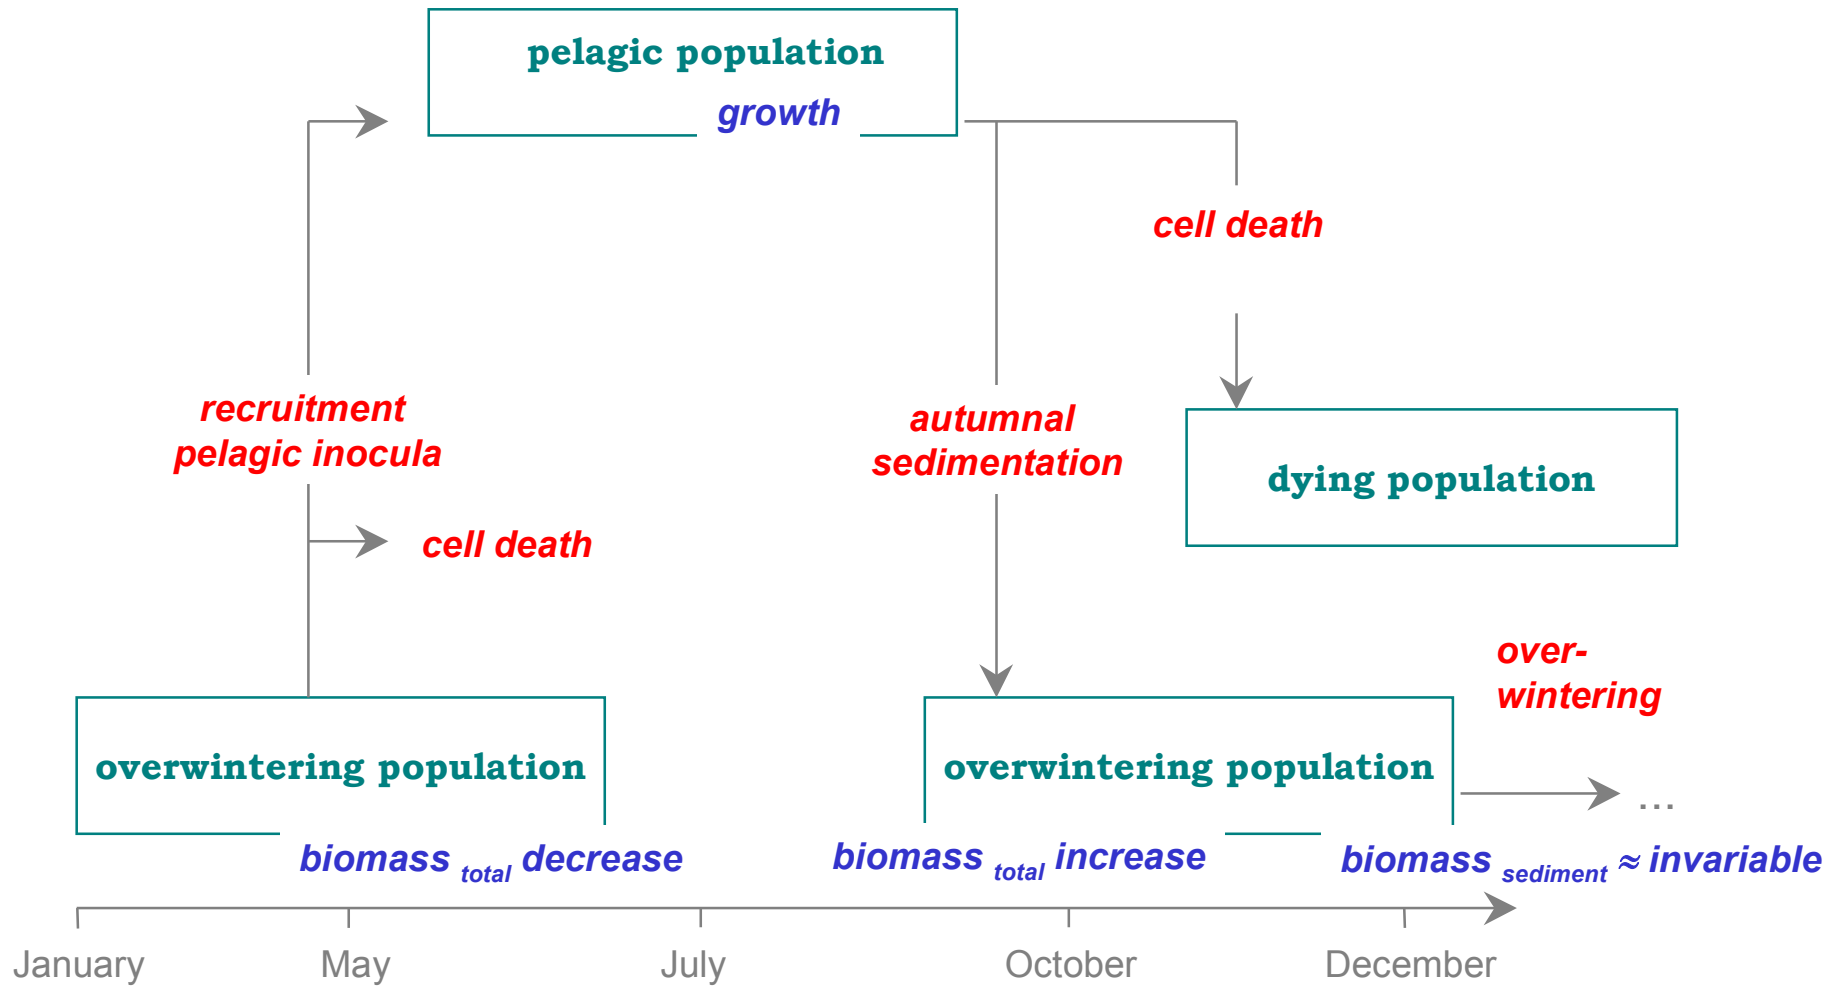 pelagic population
growth
cell death
recruitment
pelagic inocula
autumnal
sedimentation
dying population
cell death
over-
wintering
overwintering population
overwintering population
...
biomass total decrease
biomass total increase
biomass sediment ≈ invariable
January
May
July
October
December